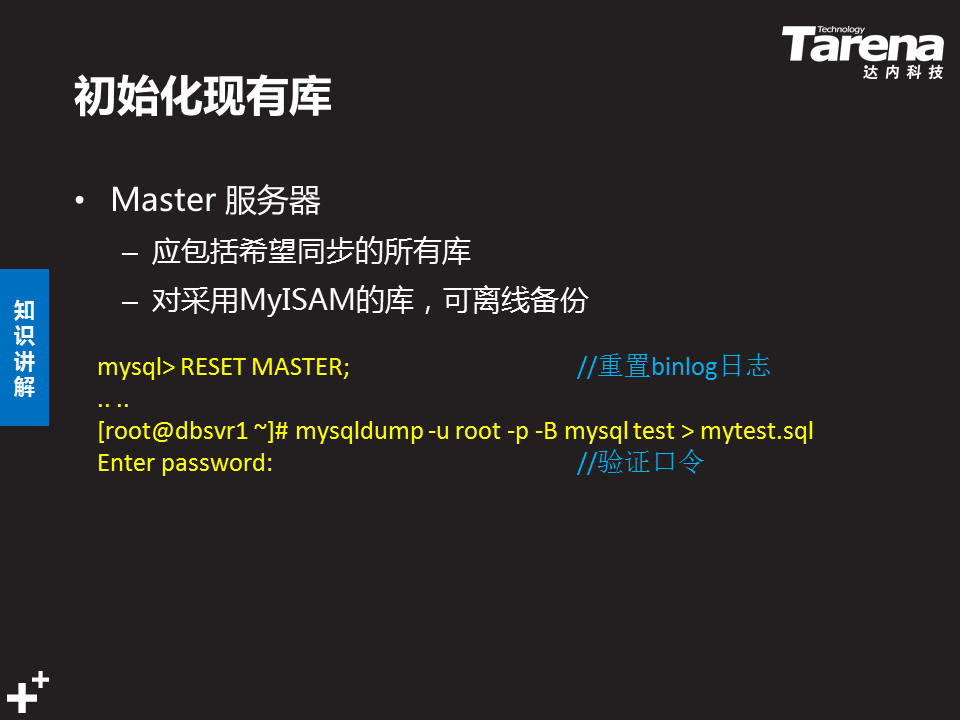 Technology
Tarena
达内科技
初始化现有库
• Master 服务器
– 应包括希望同步的所有库
– 对采用MyISAM的库，可离线备份
知识讲解
mysql> RESET MASTER; //重置binlog日志
.. ..
[root@dbsvr1 ~]# mysqldump -u root -p -B mysql test > mytest.sql
Enter password: //验证口令